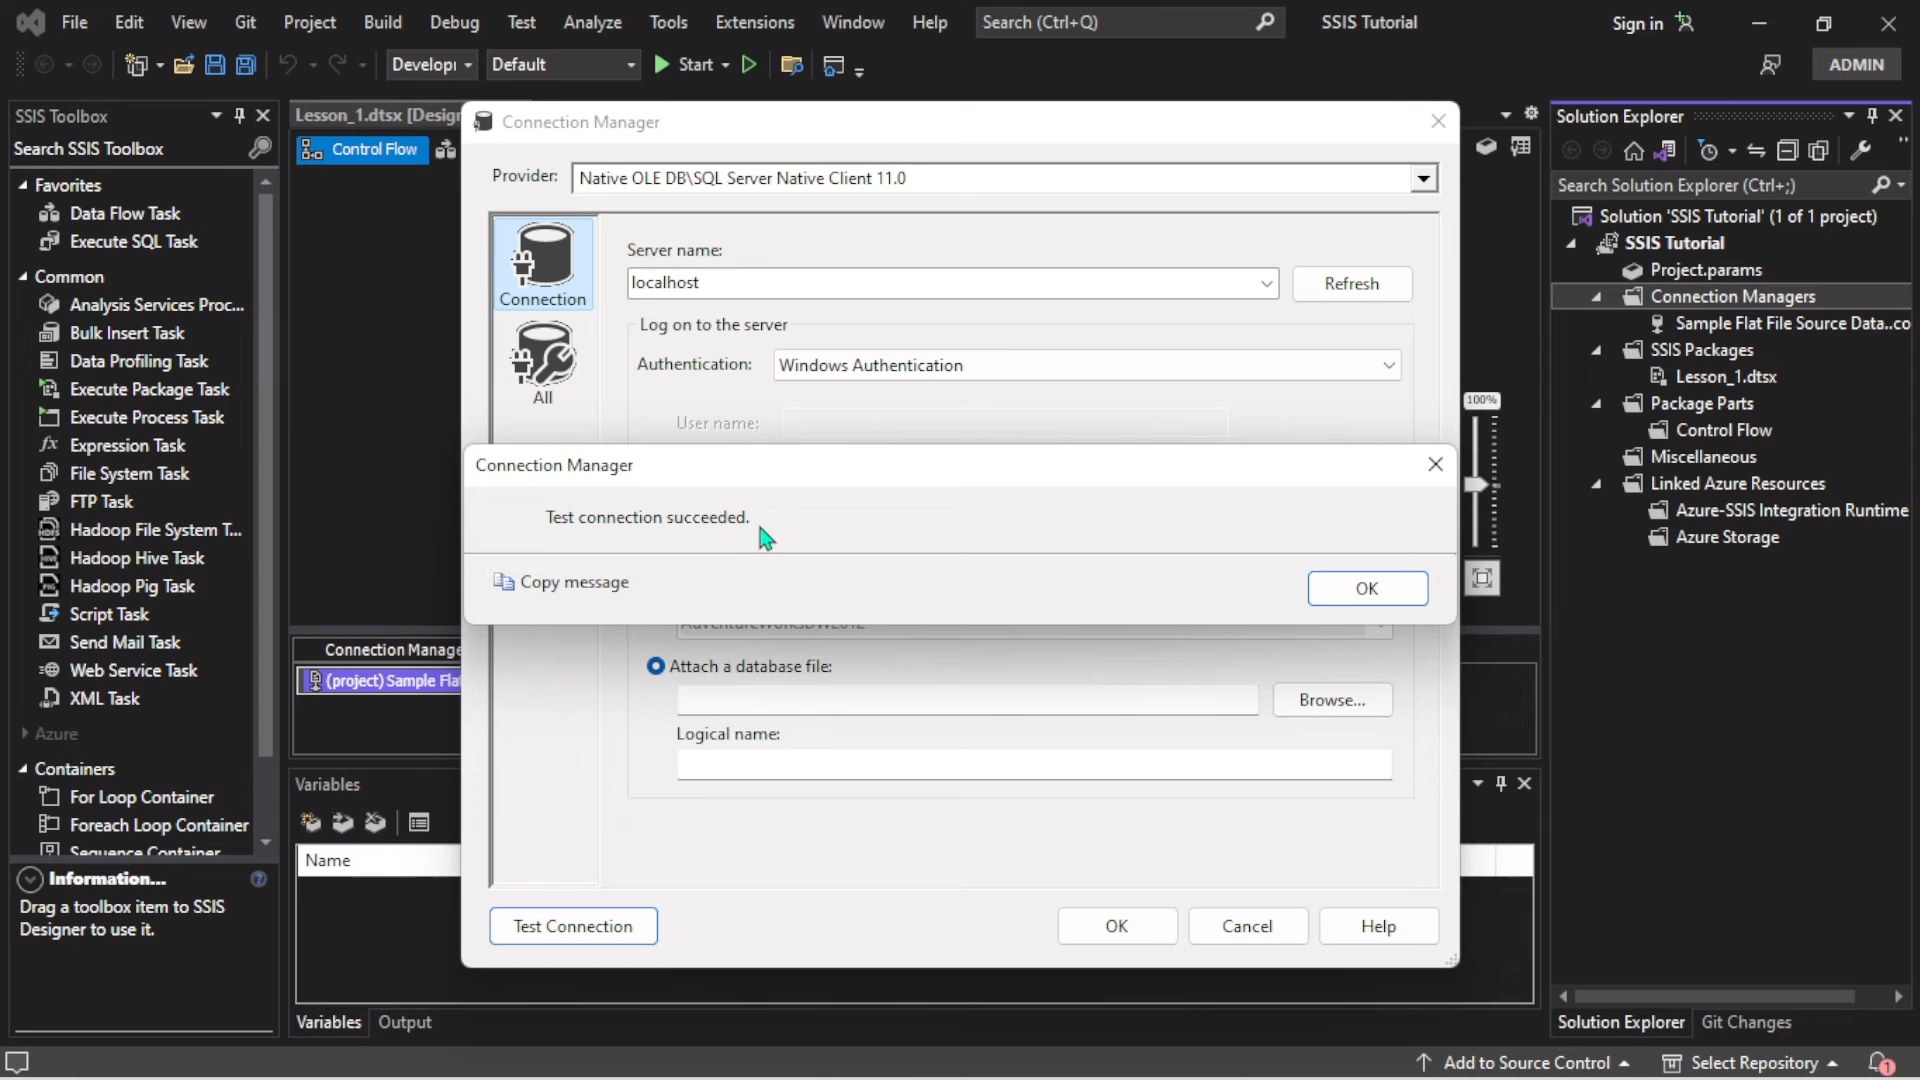 File Edit View Git Project Build Debug Test Analyze Tools Extensions Window Help Search (Ctrl+Q) SSIS Tutorial Sign in
Develop Default Start ADMIN
SSIS Toolbox
Search SSIS Toolbox
Favorites
Data Flow Task
Execute SQL Task
Common
Analysis Services Proc...
Bulk Insert Task
Data Profiling Task
Execute Package Task
Execute Process Task
Expression Task
File System Task
FTP Task
Hadoop File System T...
Hadoop Hive Task
Hadoop Pig Task
Script Task
Send Mail Task
Web Service Task
XML Task
Azure
Containers
For Loop Container
Foreach Loop Container
Sequence Container
Information...
Drag a toolbox item to SSIS
Designer to use it.
Lesson_1.dtsx [Desig
Control Flow
Connection Manage
(project) Sample Fla
Variables
Name
Variables Output
Connection Manager
Provider: Native OLE DB\SQL Server Native Client 11.0
Connection
All
Server name:
localhost
Refresh
Log on to the server
Authentication: Windows Authentication
User name:
Connection Manager
Test connection succeeded.
Copy message
OK
AdventureWorksDW2012
Attach a database file:
Browse...
Logical name:
Test Connection OK Cancel Help
100%
Solution Explorer
Search Solution Explorer (Ctrl+;)
Solution 'SSIS Tutorial' (1 of 1 project)
SSIS Tutorial
Project.params
Connection Managers
Sample Flat File Source Data..co
SSIS Packages
Lesson_1.dtsx
Package Parts
Control Flow
Miscellaneous
Linked Azure Resources
Azure-SSIS Integration Runtime
Azure Storage
Solution Explorer Git Changes
Add to Source Control Select Repository 1